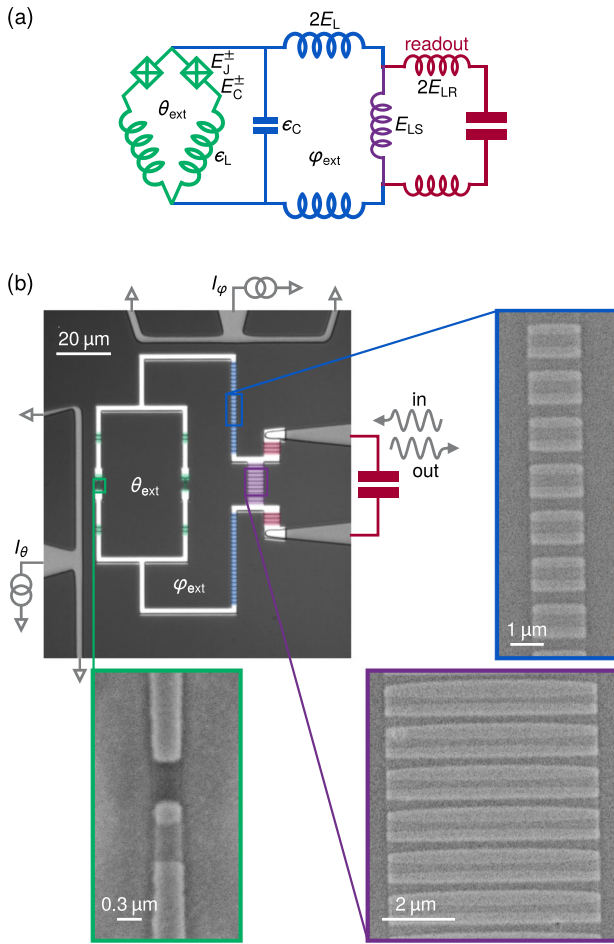 (a)
2E_L
readout
E_J^±
E_C^±
2E_LR
θ_ext
ϵ_C
E_LS
ϵ_L
φ_ext
(b)
I_φ
20 µm
in
out
θ_ext
I_θ
φ_ext
1 µm
0.3 µm
2 µm